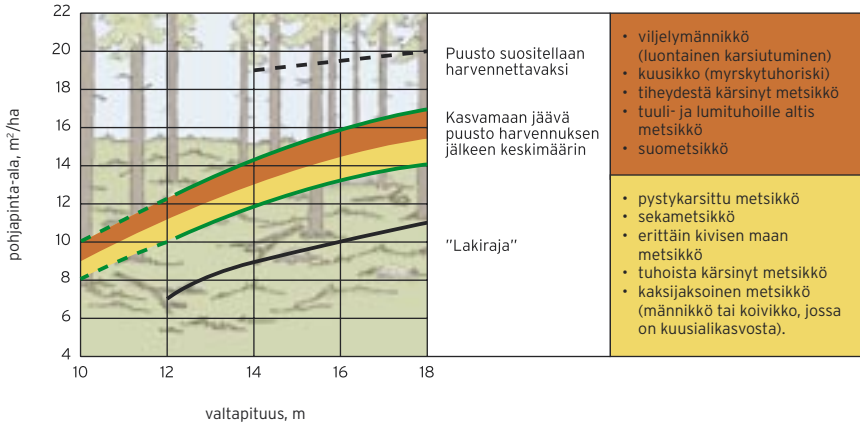 22
20
18
16
14
12
10
8
6
4
pohjapinta-ala, m²/ha
10
12
14
16
18
valtapituus, m
Puusto suositellaan
harvennettavaksi
Kasvamaan jäävä
puusto harvennuksen
jälkeen keskimäärin
"Lakiraja"
• viljelymännikkö
(luontainen karsiutuminen)
• kuusikko (myrskytuhoriski)
• tiheydestä kärsinyt metsikkö
• tuuli- ja lumituhoille altis
metsikkö
• suometsikkö
• pystykarsittu metsikkö
• sekametsikkö
• erittäin kivisen maan
metsikkö
• tuhoista kärsinyt metsikkö
• kaksijaksoinen metsikkö
(männikkö tai koivikko, jossa
on kuusialikasvosta).